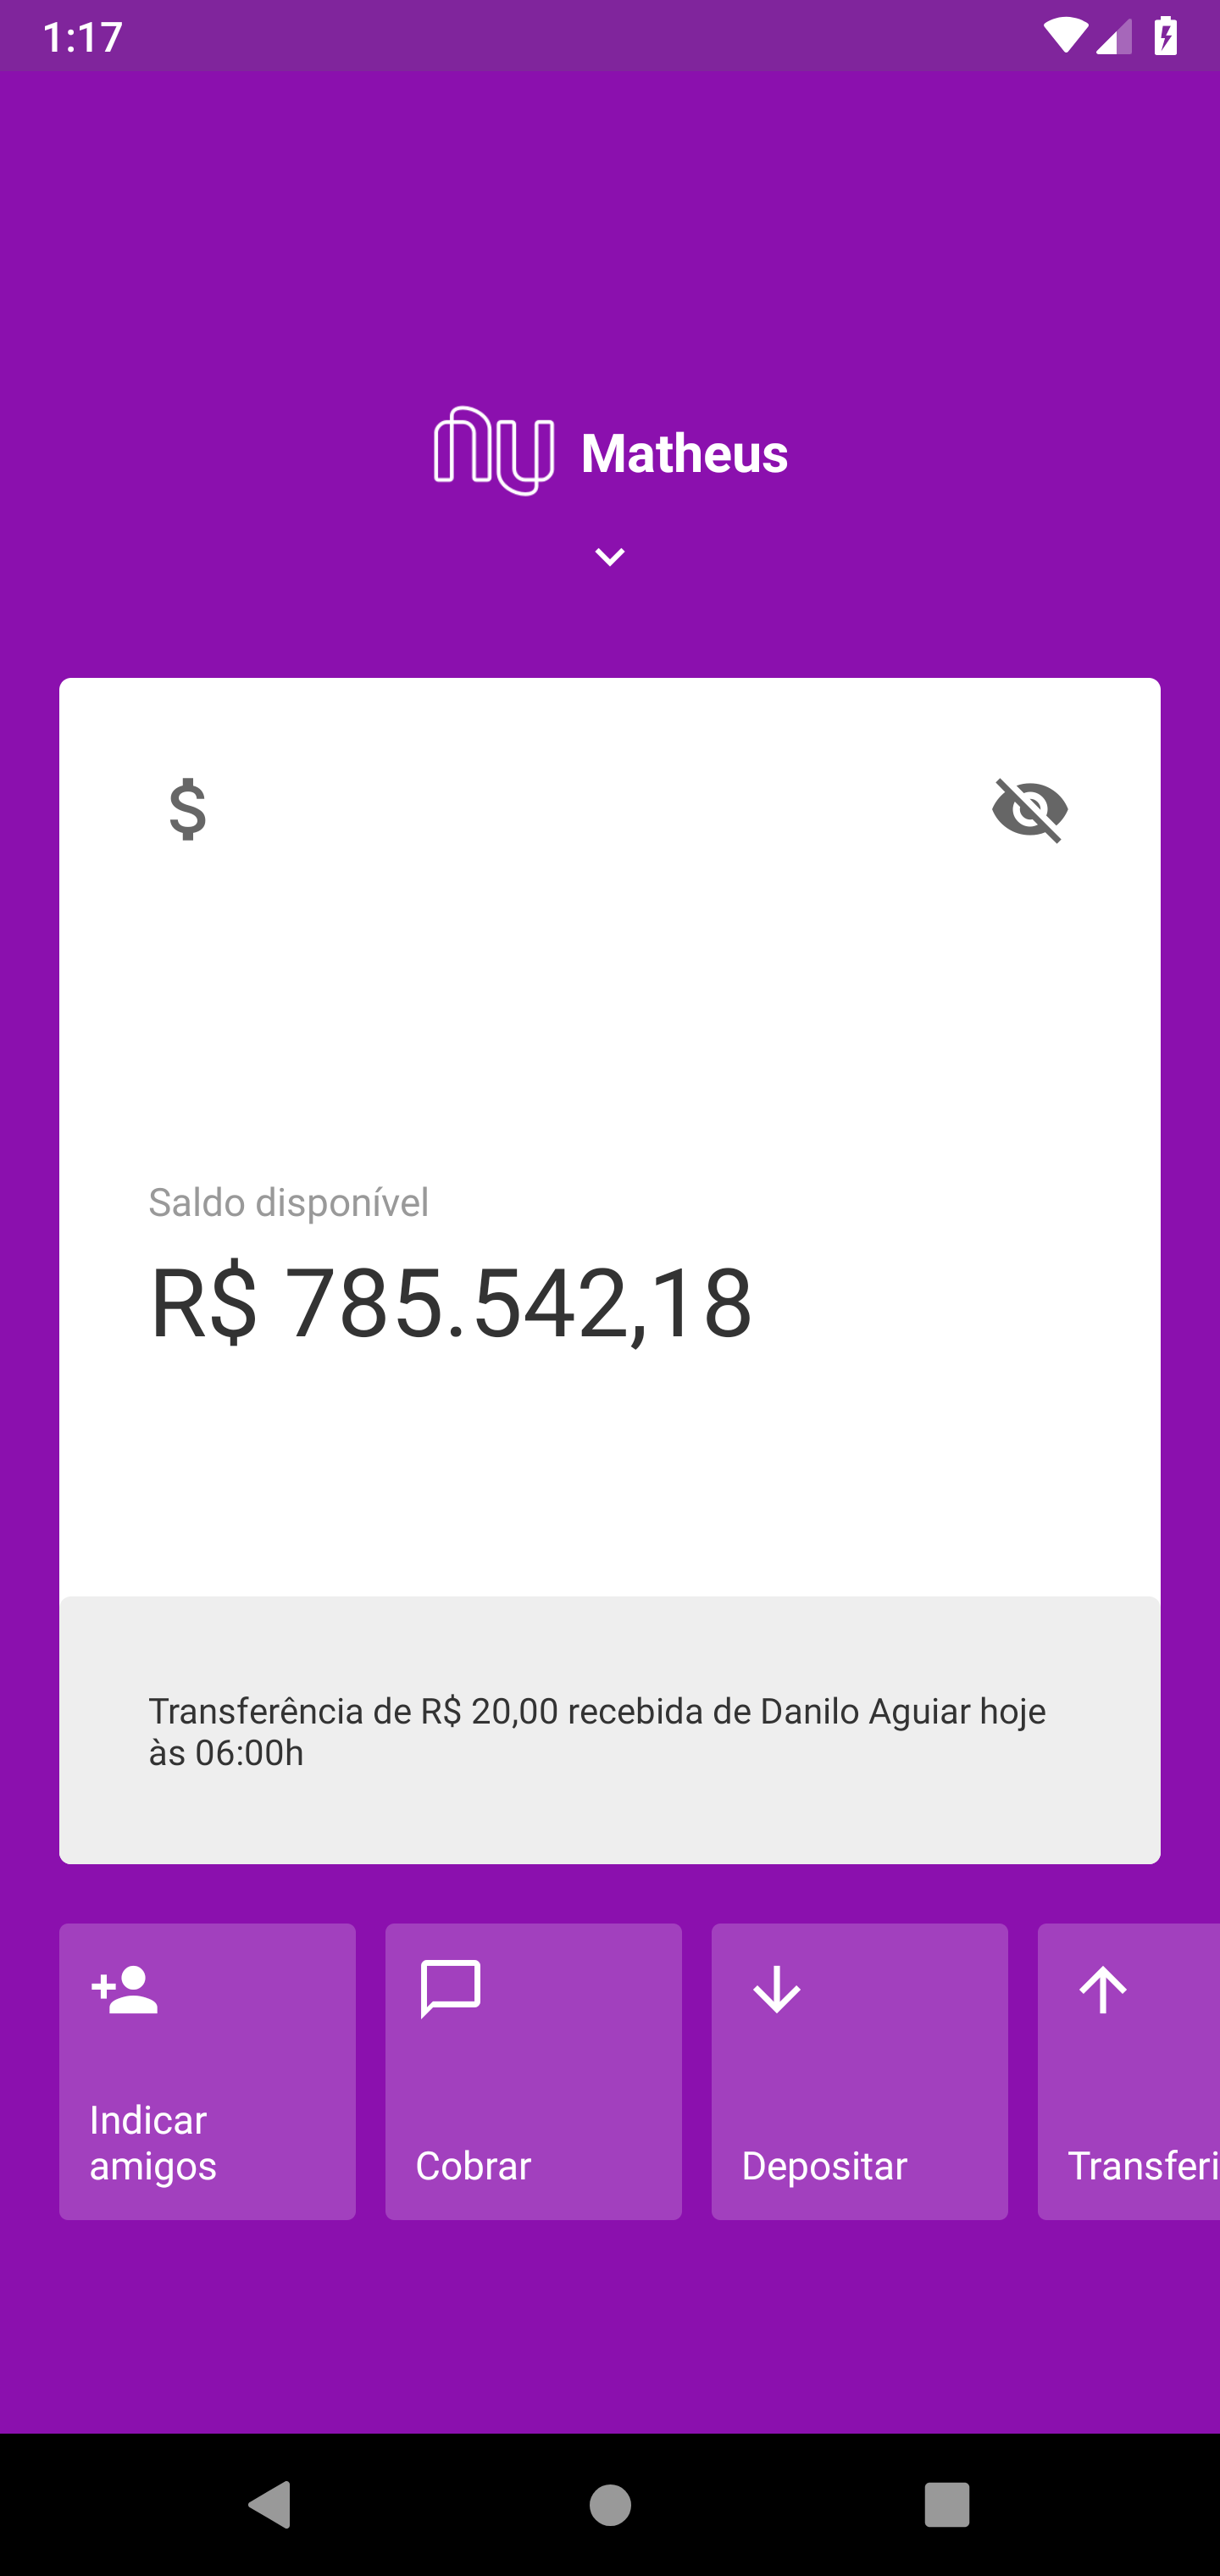 1:17
nu Matheus
$
Saldo disponível
R$ 785.542,18
Transferência de R$ 20,00 recebida de Danilo Aguiar hoje
às 06:00h
Indicar
amigos
Cobrar
Depositar
Transferi